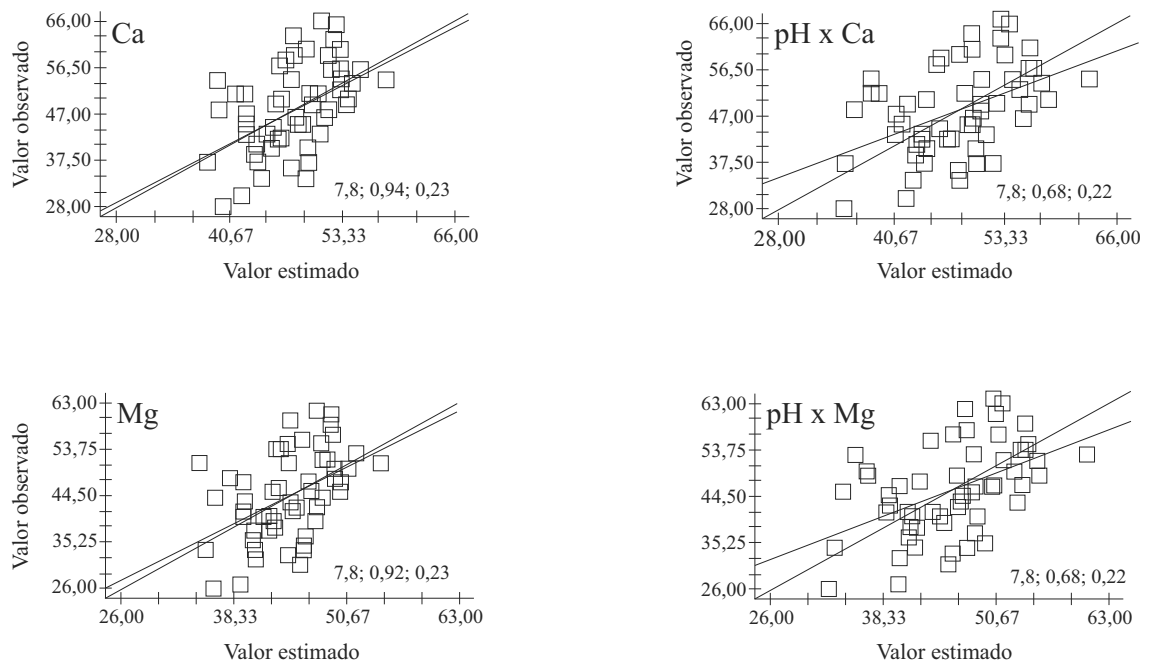 Ca
Valor observado
66,00
56,50
47,00
37,50
28,00
7,8; 0,94; 0,23
28,00 40,67 53,33 66,00
Valor estimado
pH x Ca
Valor observado
66,00
56,50
47,00
37,50
28,00
7,8; 0,68; 0,22
28,00 40,67 53,33 66,00
Valor estimado
Mg
Valor observado
63,00
53,75
44,50
35,25
26,00
7,8; 0,92; 0,23
26,00 38,33 50,67 63,00
Valor estimado
pH x Mg
Valor observado
63,00
53,75
44,50
35,25
26,00
7,8; 0,68; 0,22
26,00 38,33 50,67 63,00
Valor estimado